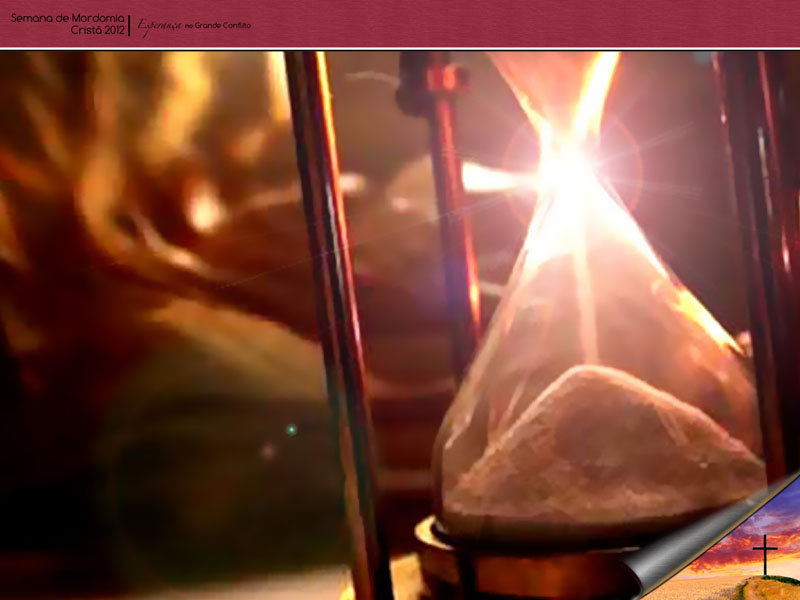 Semana de Mordomia
Cristã 2012
Esperança no Grande Conflito